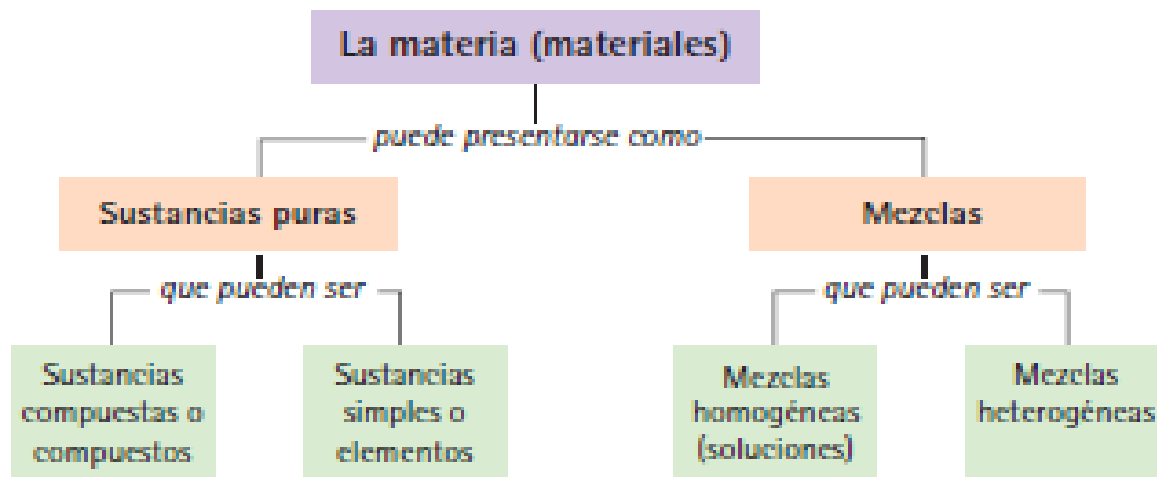 La materia (materiales)
puede presentarse como
Sustancias puras
Mezclas
que pueden ser
que pueden ser
Sustancias
compuestas o
compuestos
Sustancias
simples o
elementos
Mezclas
homogéneas
(soluciones)
Mezclas
heterogéneas